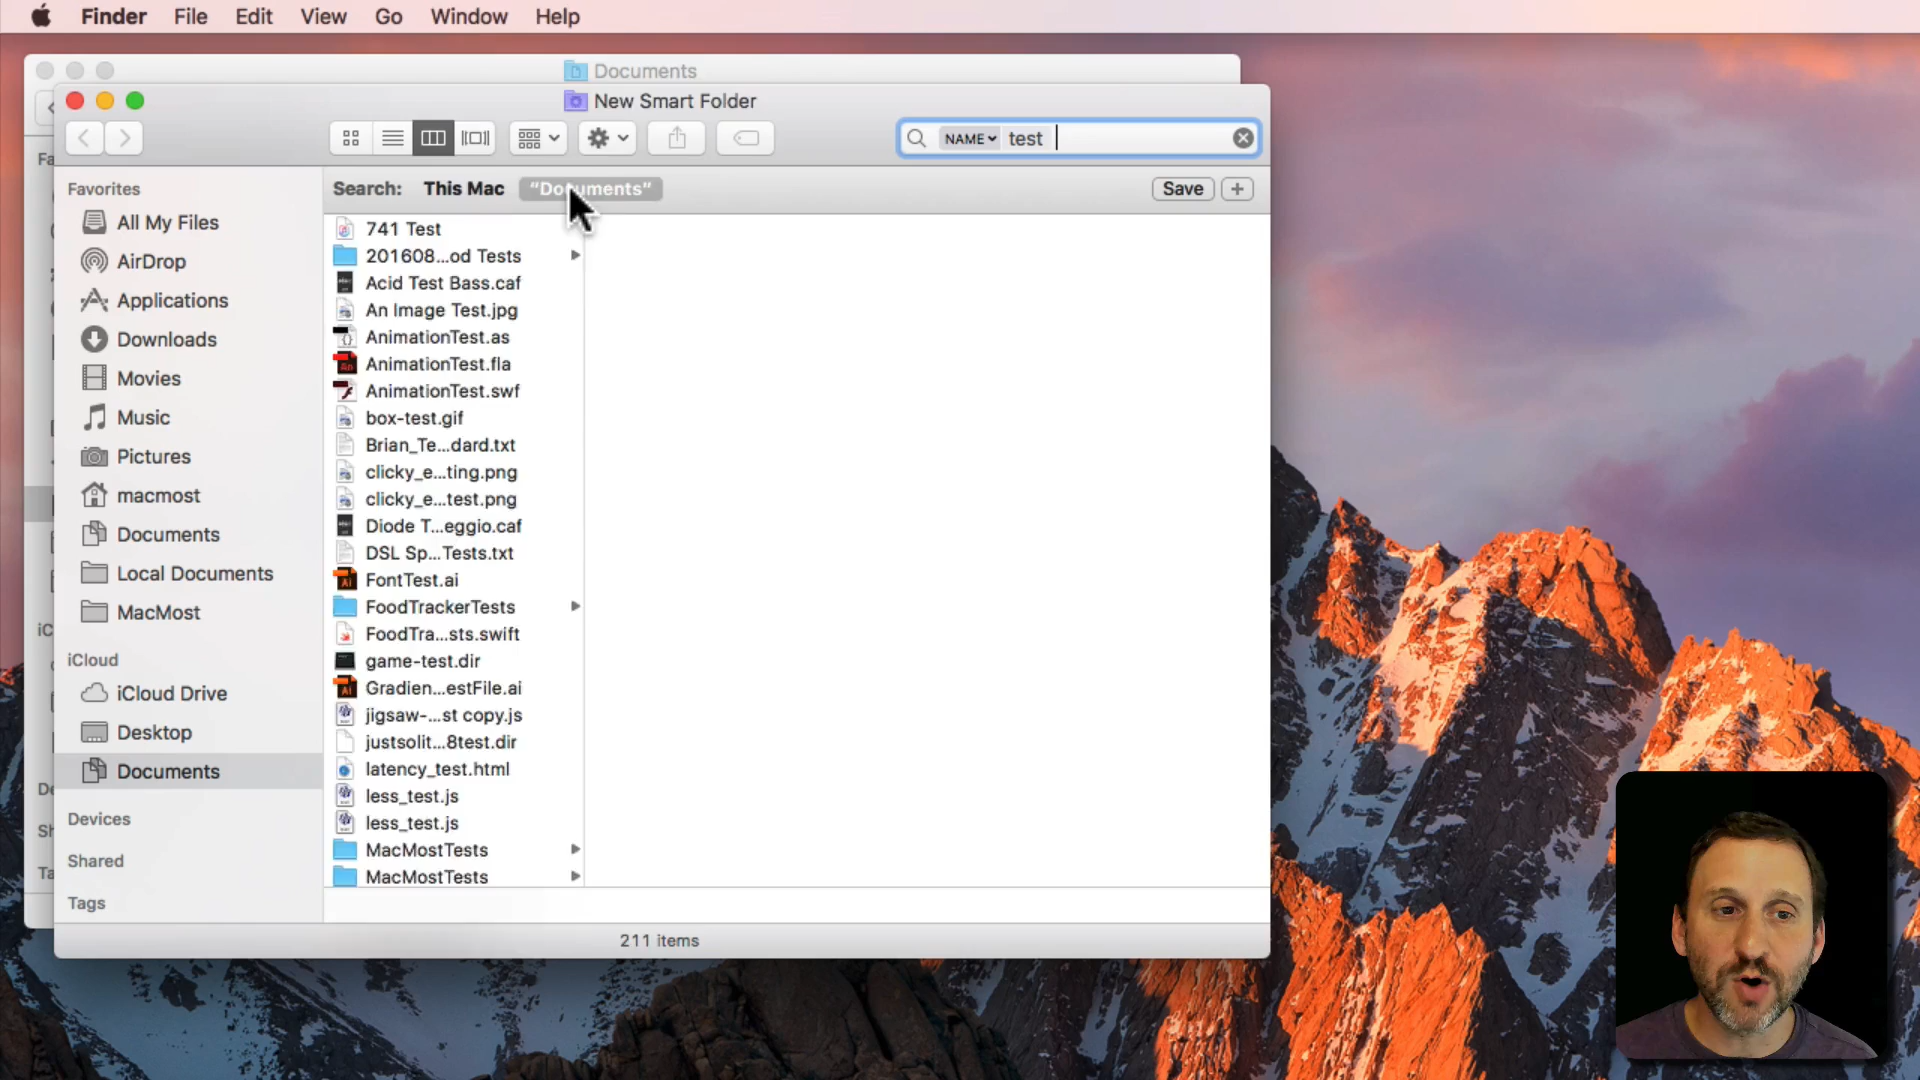 Finder File Edit View Go Window Help
Documents
New Smart Folder
NAME test
Search: This Mac "Documents" Save +
Favorites
All My Files
AirDrop
Applications
Downloads
Movies
Music
Pictures
macmost
Documents
Local Documents
MacMost
iCloud
iCloud Drive
Desktop
Documents
Devices
Shared
Tags
741 Test
201608...od Tests
Acid Test Bass.caf
An Image Test.jpg
AnimationTest.as
AnimationTest.fla
AnimationTest.swf
box-test.gif
Brian_Te...dard.txt
clicky_e...ting.png
clicky_e...test.png
Diode T...eggio.caf
DSL Sp...Tests.txt
FontTest.ai
FoodTrackerTests
FoodTra...sts.swift
game-test.dir
Gradien...estFile.ai
jigsaw-...st copy.js
justsolit...8test.dir
latency_test.html
less_test.js
less_test.js
MacMostTests
MacMostTests
211 items
Fa
iC
De
Sh
Ta